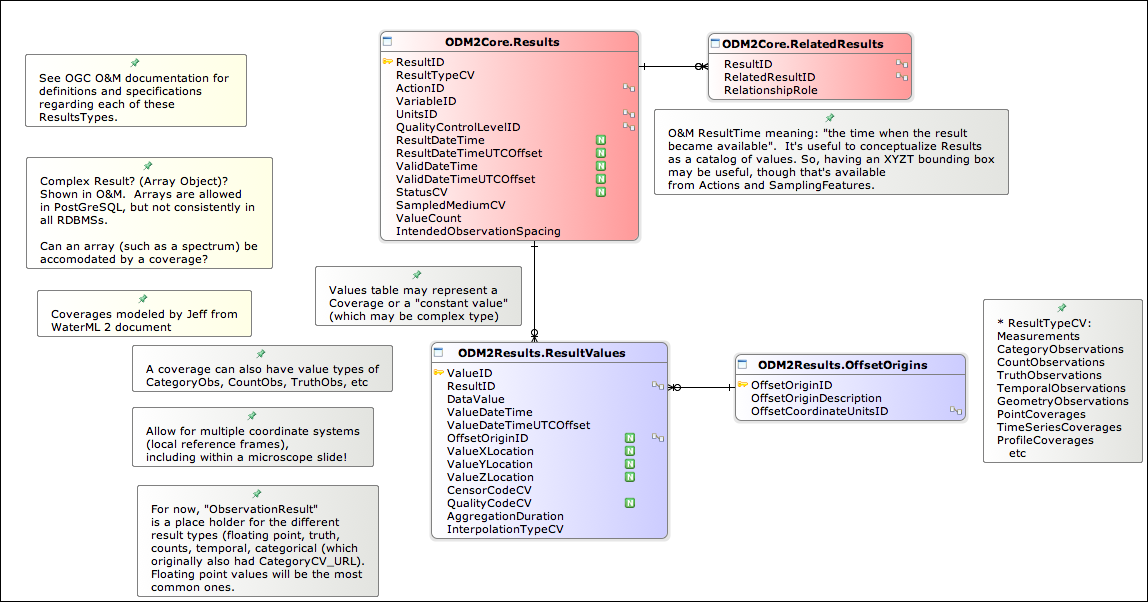 See OGC O&M documentation for
definitions and specifications
regarding each of these
ResultsTypes.
Complex Result? (Array Object)?
Shown in O&M.  Arrays are allowed
in PostGreSQL, but not consistently in
all RDBMSs.
Can an array (such as a spectrum) be
accomodated by a coverage?
Coverages modeled by Jeff from
WaterML 2 document
A coverage can also have value types of
CategoryObs, CountObs, TruthObs, etc
Allow for multiple coordinate systems
(local reference frames),
including within a microscope slide!
For now, "ObservationResult"
is a place holder for the different
result types (floating point, truth,
counts, temporal, categorical (which
originally also had CategoryCV_URL).
Floating point values will be the most
common ones.
ODM2Core.Results
ResultID
ResultTypeCV
ActionID
VariableID
UnitsID
QualityControlLevelID
ResultDateTime N
ResultDateTimeUTCOffset N
ValidDateTime N
ValidDateTimeUTCOffset N
StatusCV N
SampledMediumCV
ValueCount
IntendedObservationSpacing
Values table may represent a
Coverage or a "constant value"
(which may be complex type)
ODM2Results.ResultValues
ValueID
ResultID
DataValue
ValueDateTime
ValueDateTimeUTCOffset
OffsetOriginID N
ValueXLocation N
ValueYLocation N
ValueZLocation N
CensorCodeCV
QualityCodeCV N
AggregationDuration
InterpolationTypeCV
ODM2Core.RelatedResults
ResultID
RelatedResultID
RelationshipRole
O&M ResultTime meaning: "the time when the result
became available".  It's useful to conceptualize Results
as a catalog of values. So, having an XYZT bounding box
may be useful, though that's available
from Actions and SamplingFeatures.
ODM2Results.OffsetOrigins
OffsetOriginID
OffsetOriginDescription
OffsetCoordinateUnitsID
* ResultTypeCV:
Measurements
CategoryObservations
CountObservations
TruthObservations
TemporalObservations
GeometryObservations
PointCoverages
TimeSeriesCoverages
ProfileCoverages
etc